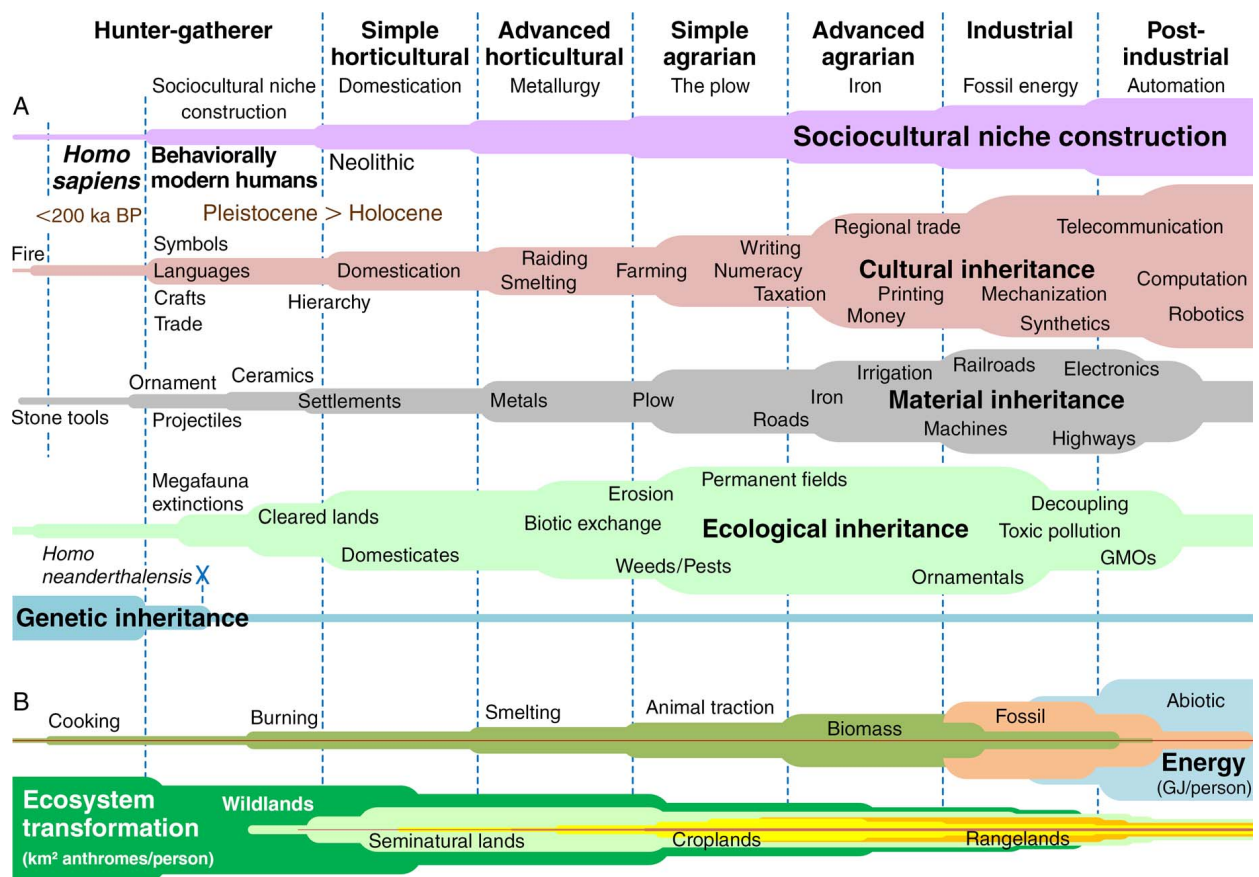 Hunter-gatherer
Simple
horticultural
Advanced
horticultural
Simple
agrarian
Advanced
agrarian
Industrial
Post-
industrial
Sociocultural niche
construction
Domestication
Metallurgy
The plow
Iron
Fossil energy
Automation
A
Sociocultural niche construction
Homo
sapiens
Behaviorally
modern humans
Neolithic
<200 ka BP
Pleistocene > Holocene
Fire
Symbols
Languages
Crafts
Trade
Hierarchy
Domestication
Raiding
Smelting
Farming
Writing
Numeracy
Taxation
Regional trade
Cultural inheritance
Printing
Money
Mechanization
Synthetics
Telecommunication
Computation
Robotics
Stone tools
Ornament
Projectiles
Ceramics
Settlements
Metals
Plow
Roads
Iron
Irrigation
Railroads
Electronics
Material inheritance
Machines
Highways
Megafauna
extinctions
Cleared lands
Domesticates
Erosion
Biotic exchange
Weeds/Pests
Permanent fields
Ecological inheritance
Ornamentals
Decoupling
Toxic pollution
GMOs
Homo
neanderthalensis X
Genetic inheritance
B
Cooking
Burning
Smelting
Animal traction
Biomass
Fossil
Abiotic
Energy
(GJ/person)
Ecosystem
transformation
(km² anthromes/person)
Wildlands
Seminatural lands
Croplands
Rangelands